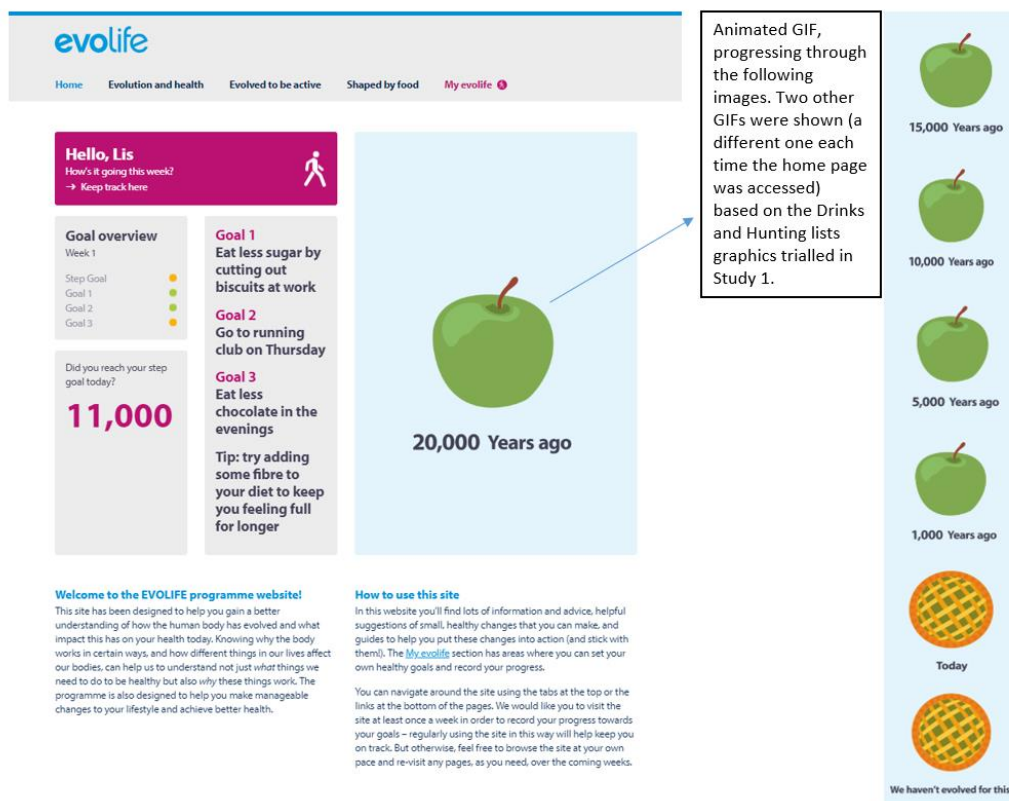 evolife
Home Evolution and health Evolved to be active Shaped by food My evolife
Hello, Lis
How's it going this week?
→ Keep track here
Goal overview
Week 1
Step Goal
Goal 1
Goal 2
Goal 3
Did you reach your step
goal today?
11,000
Goal 1
Eat less sugar by
cutting out
biscuits at work
Goal 2
Go to running
club on Thursday
Goal 3
Eat less
chocolate in the
evenings
Tip: try adding
some fibre to
your diet to keep
you feeling full
for longer
20,000 Years ago
Animated GIF,
progressing through
the following
images. Two other
GIFs were shown (a
different one each
time the home page
was accessed)
based on the Drinks
and Hunting lists
graphics trialled in
Study 1.
15,000 Years ago
10,000 Years ago
5,000 Years ago
1,000 Years ago
Today
We haven't evolved for this
Welcome to the EVOLIFE programme website!
This site has been designed to help you gain a better
understanding of how the human body has evolved and what
impact this has on your health today. Knowing why the body
works in certain ways, and how different things in our lives affect
our bodies, can help us to understand not just what things we
need to do to be healthy but also why these things work. The
programme is also designed to help you make manageable
changes to your lifestyle and achieve better health.
How to use this site
In this website you'll find lots of information and advice, helpful
suggestions of small, healthy changes that you can make, and
guides to help you put these changes into action (and stick with
them!). The My evolife section has areas where you can set your
own healthy goals and record your progress.
You can navigate around the site using the tabs at the top or the
links at the bottom of the pages. We would like you to visit the
site at least once a week in order to record your progress towards
your goals – regularly using the site in this way will help keep you
on track. But otherwise, feel free to browse the site at your own
pace and re-visit any pages, as you need, over the coming weeks.